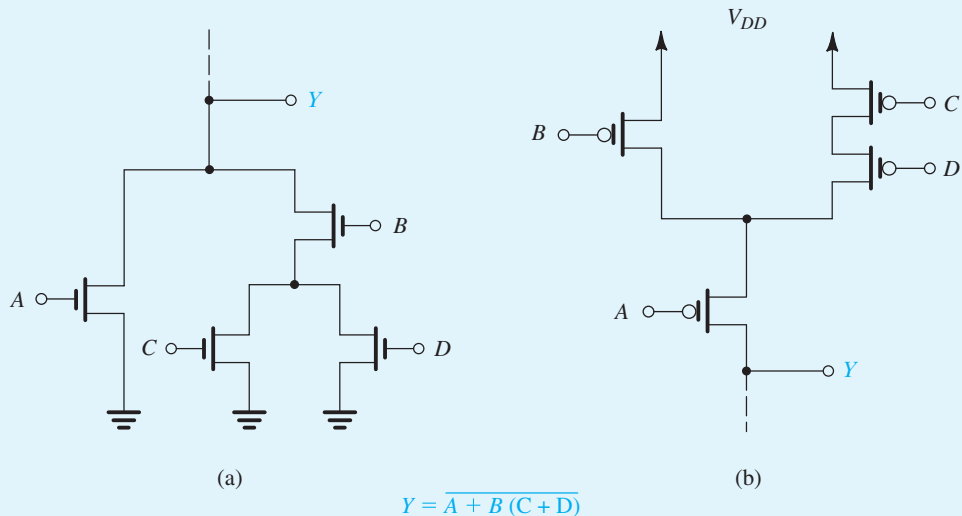 V_DD
Y
B
C
D
B
A
C
D
A
Y
(a)
(b)
Y = \overline{A + B (C + D)}